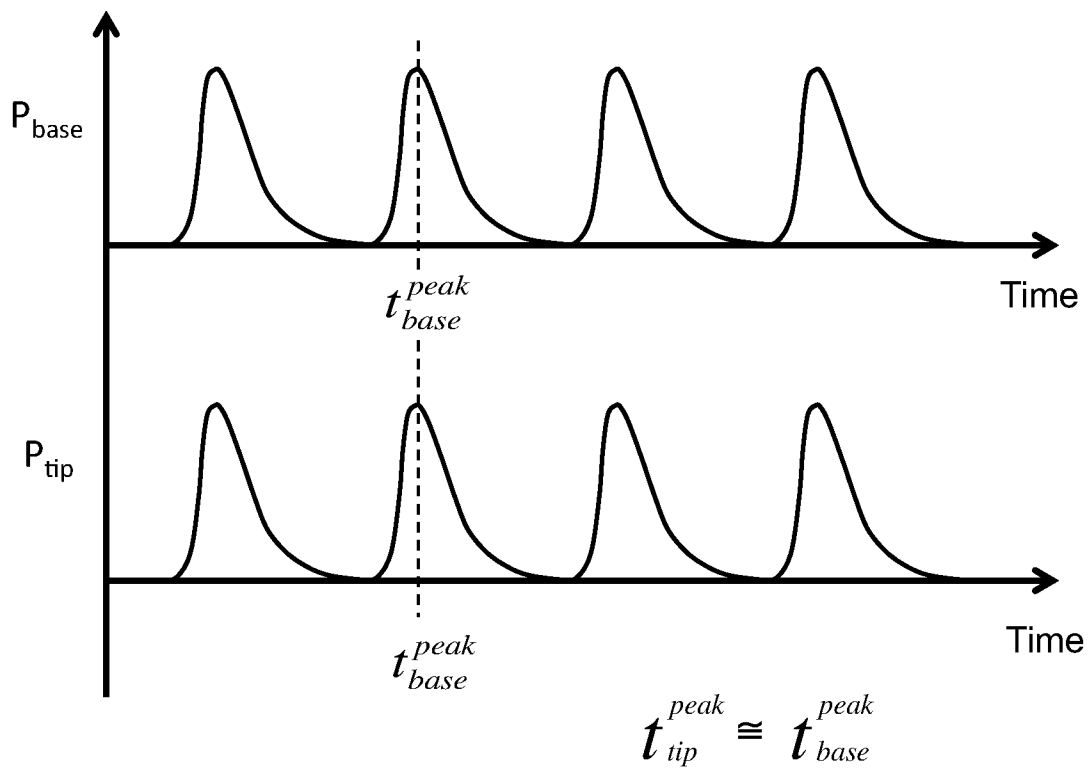 P_base
t_base^peak
Time
P_tip
t_base^peak
Time
t_tip^peak ≅ t_base^peak